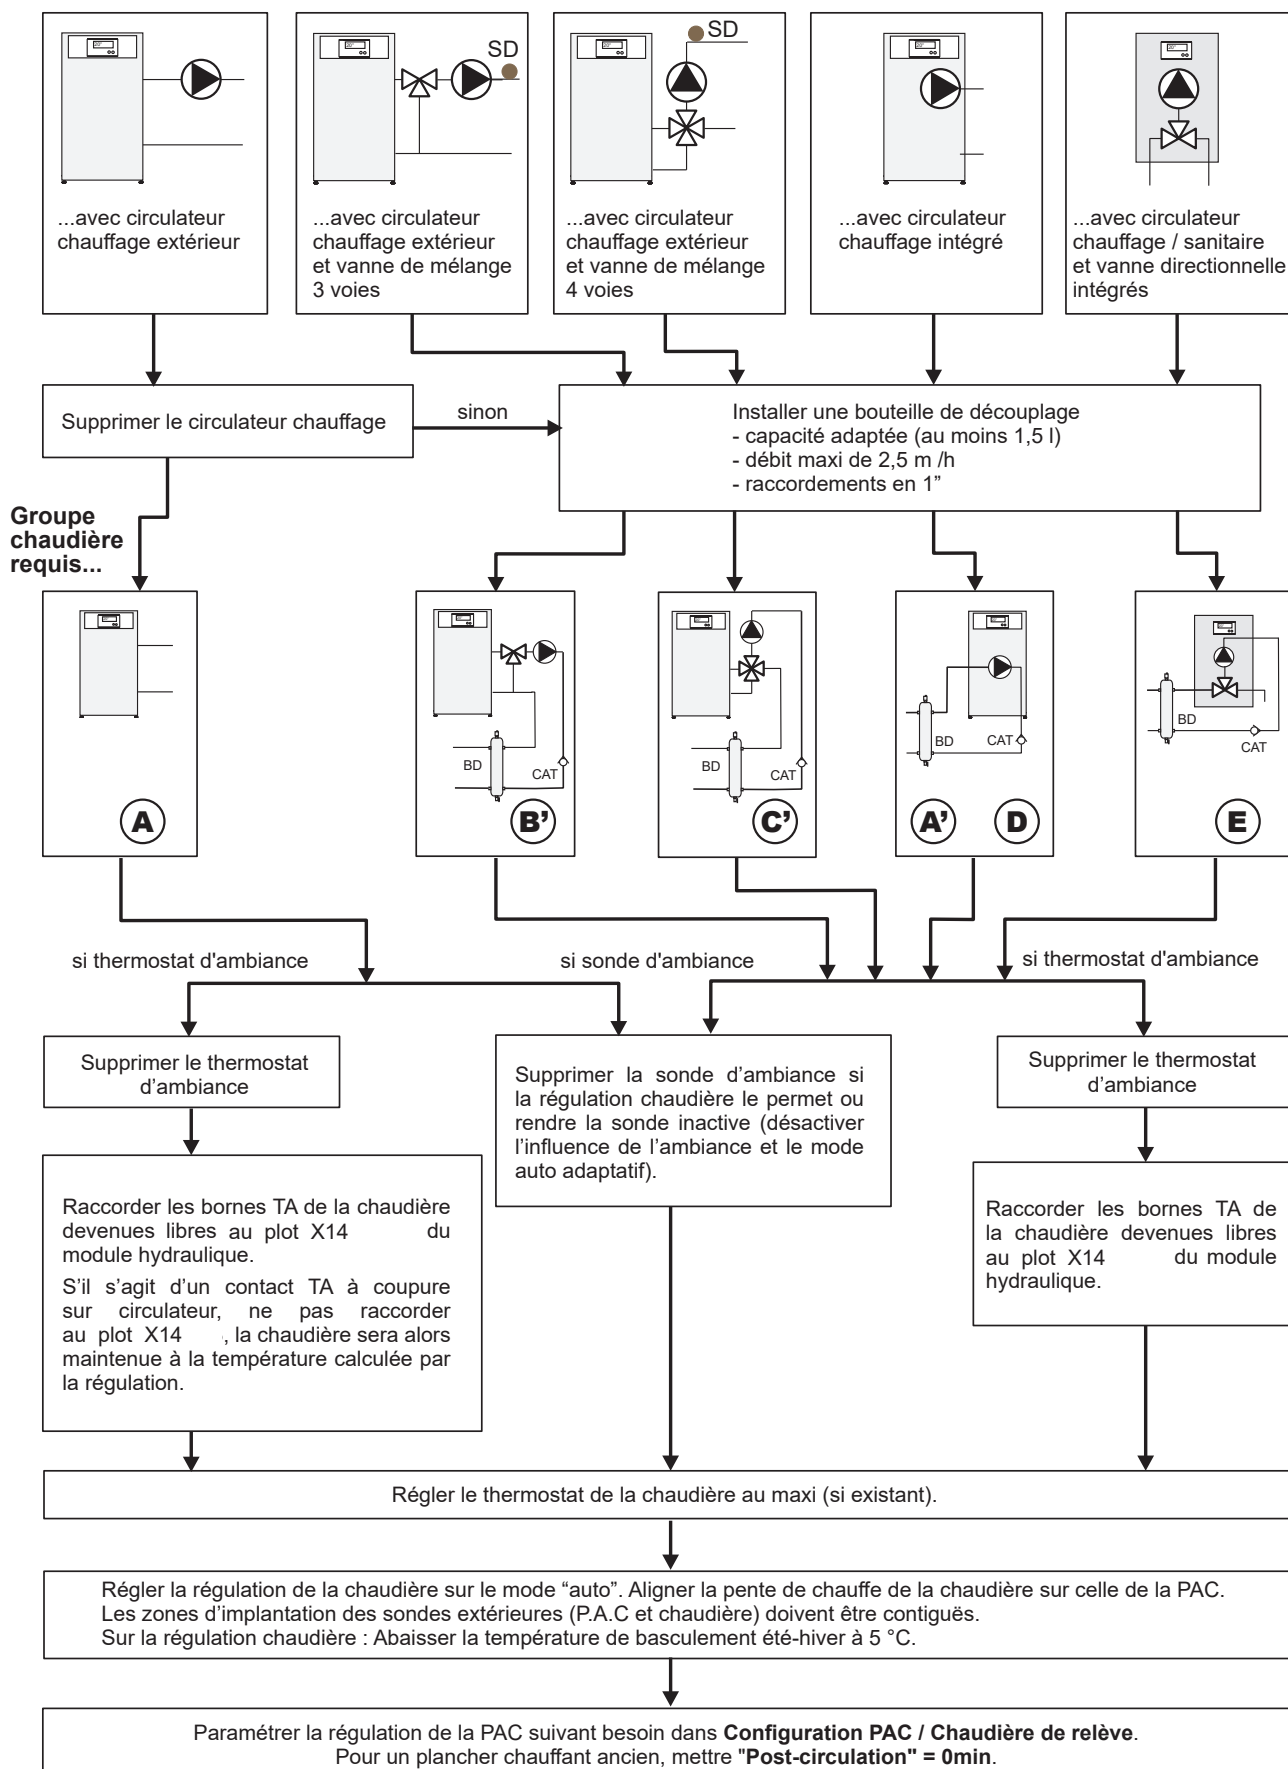 SD
SD
...avec circulateur
chauffage extérieur
...avec circulateur
chauffage extérieur
et vanne de mélange
3 voies
...avec circulateur
chauffage extérieur
et vanne de mélange
4 voies
...avec circulateur
chauffage intégré
...avec circulateur
chauffage / sanitaire
et vanne directionnelle
intégrés
Supprimer le circulateur chauffage
sinon
Installer une bouteille de découplage
- capacité adaptée (au moins 1,5 l)
- débit maxi de 2,5 m /h
- raccordements en 1”
Groupe
chaudière
requis...
A
BD
CAT
B’
BD
CAT
C’
BD
CAT
A’
D
BD
CAT
E
si thermostat d'ambiance
si sonde d'ambiance
si thermostat d'ambiance
Supprimer le thermostat
d’ambiance
Supprimer la sonde d’ambiance si
la régulation chaudière le permet ou
rendre la sonde inactive (désactiver
l’influence de l’ambiance et le mode
auto adaptatif).
Supprimer le thermostat
d’ambiance
Raccorder les bornes TA de la chaudière
devenues libres au plot X14 du
module hydraulique.
S’il s’agit d’un contact TA à coupure
sur circulateur, ne pas raccorder
au plot X14 , la chaudière sera alors
maintenue à la température calculée par
la régulation.
Raccorder les bornes TA de
la chaudière devenues libres
au plot X14 du module
hydraulique.
Régler le thermostat de la chaudière au maxi (si existant).
Régler la régulation de la chaudière sur le mode “auto”. Aligner la pente de chauffe de la chaudière sur celle de la PAC.
Les zones d’implantation des sondes extérieures (P.A.C et chaudière) doivent être contiguës.
Sur la régulation chaudière : Abaisser la température de basculement été-hiver à 5 °C.
Paramétrer la régulation de la PAC suivant besoin dans Configuration PAC / Chaudière de relève.
Pour un plancher chauffant ancien, mettre "Post-circulation" = 0min.